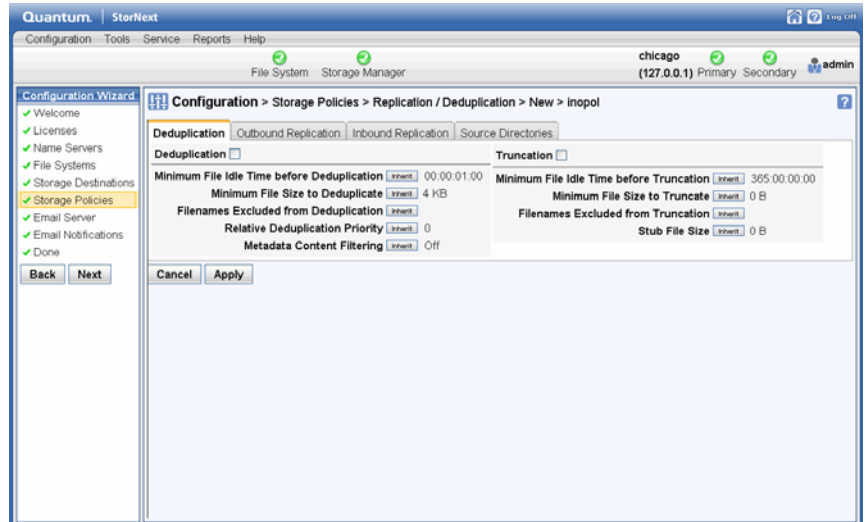 Quantum. StorNext
Log Off
Configuration Tools Service Reports Help
File System Storage Manager
chicago
(127.0.0.1) Primary Secondary
admin
Configuration Wizard
Welcome
Licenses
Name Servers
File Systems
Storage Destinations
Storage Policies
Email Server
Email Notifications
Done
Back Next
Configuration > Storage Policies > Replication / Deduplication > New > inopol
?
Deduplication Outbound Replication Inbound Replication Source Directories
Deduplication
Minimum File Idle Time before Deduplication Inherit 00:00:01:00
Minimum File Size to Deduplicate Inherit 4 KB
Filenames Excluded from Deduplication Inherit
Relative Deduplication Priority Inherit 0
Metadata Content Filtering Inherit Off
Truncation
Minimum File Idle Time before Truncation Inherit 365:00:00:00
Minimum File Size to Truncate Inherit 0 B
Filenames Excluded from Truncation Inherit
Stub File Size Inherit 0 B
Cancel Apply